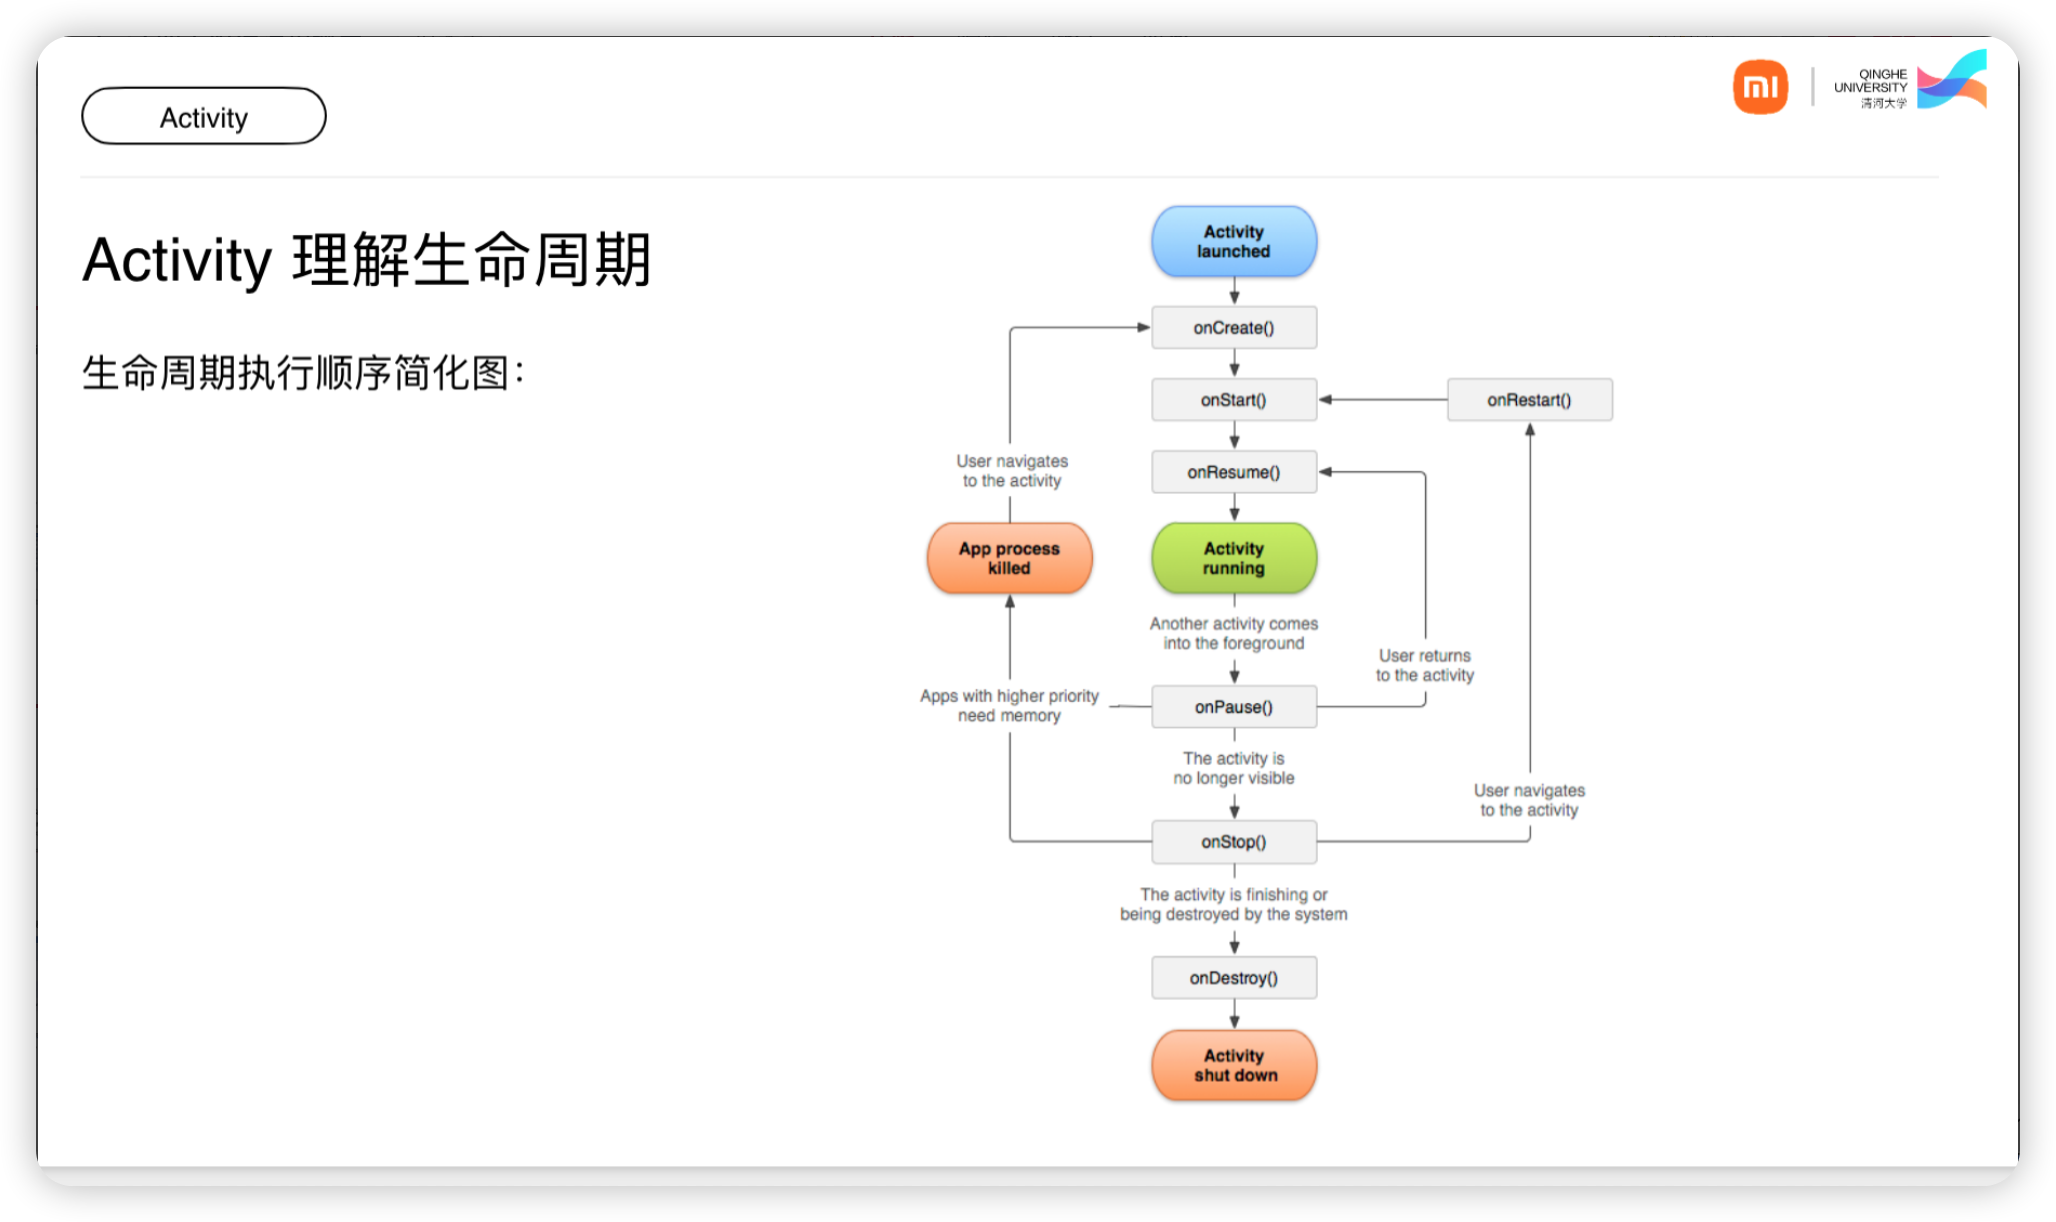 Activity
mi
QINGHE
UNIVERSITY
清河大学
Activity 理解生命周期
生命周期执行顺序简化图：
Activity
launched
onCreate()
onStart()
onRestart()
User navigates
to the activity
onResume()
App process
killed
Activity
running
Another activity comes
into the foreground
User returns
to the activity
Apps with higher priority
need memory
onPause()
The activity is
no longer visible
User navigates
to the activity
onStop()
The activity is finishing or
being destroyed by the system
onDestroy()
Activity
shut down